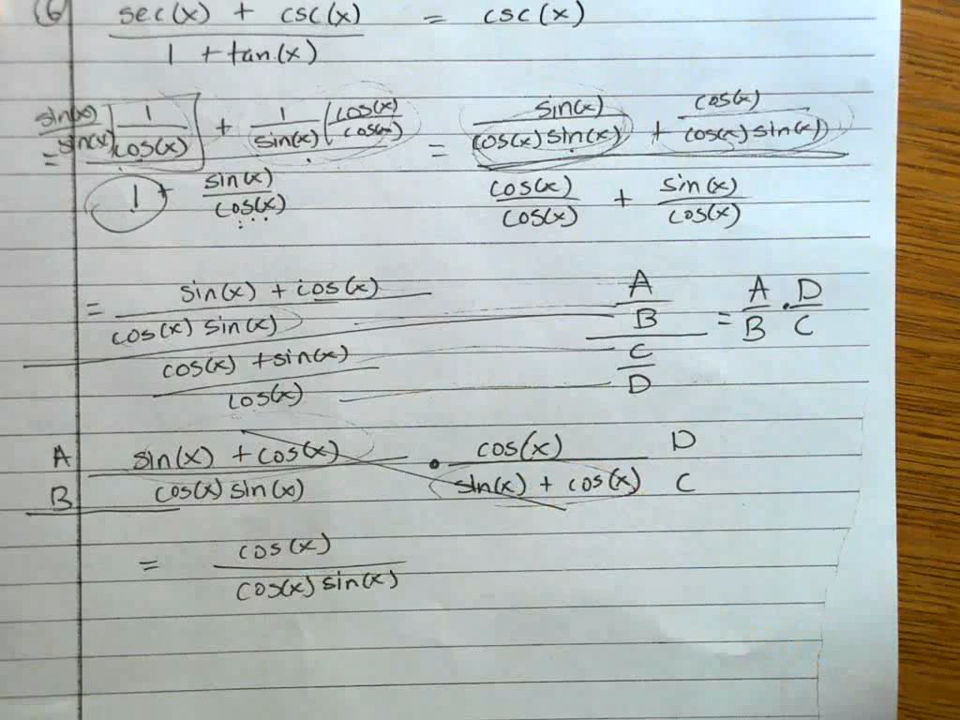 (6) sec(x) + csc(x) = csc(x)
1 + tan(x)
sin(x) 1 1 cos(x) sin(x) cos(x)
= sin(x) cos(x) + sin(x) cos(x) = cos(x) sin(x) + cos(x) sin(x)
1 + sin(x) cos(x) + sin(x)
cos(x) cos(x) cos(x)
= sin(x) + cos(x) A
cos(x) sin(x) B = A . D
cos(x) + sin(x) C B C
cos(x) D
A sin(x) + cos(x) • cos(x) D
B cos(x) sin(x) sin(x) + cos(x) C
= cos(x)
cos(x) sin(x)